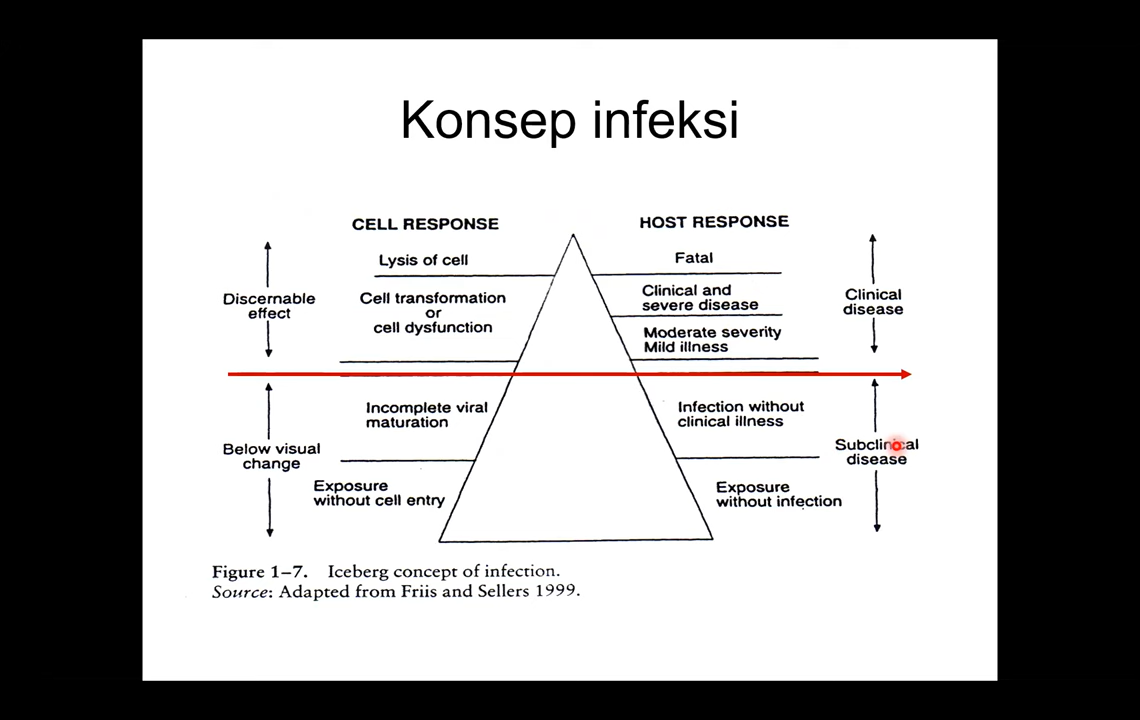 Konsep infeksi
CELL RESPONSE
HOST RESPONSE
Lysis of cell
Fatal
Discernable
effect
Cell transformation
or
cell dysfunction
Clinical and
severe disease
Moderate severity
Mild illness
Clinical
disease
Below visual
change
Incomplete viral
maturation
Exposure
without cell entry
Infection without
clinical illness
Exposure
without infection
Subclinical
disease
Figure 1–7. Iceberg concept of infection.
Source: Adapted from Friis and Sellers 1999.